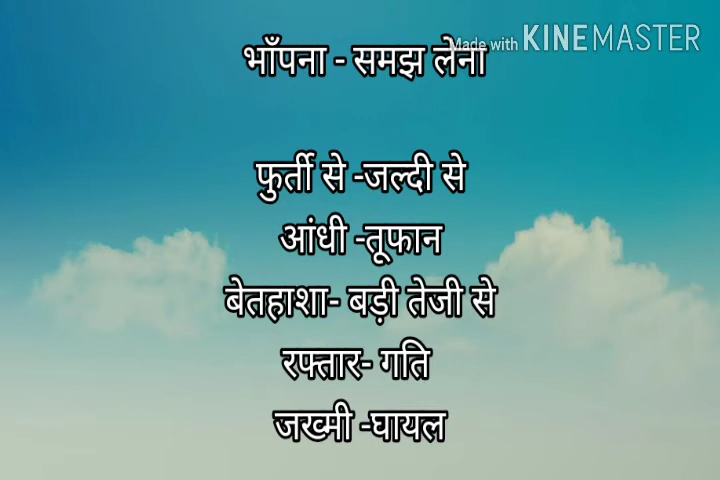 Made with KINEMASTER
भाँपना - समझ लेना
फुर्ती से -जल्दी से
आंधी -तूफान
बेतहाशा- बड़ी तेजी से
रफ्तार- गति
जख्मी -घायल